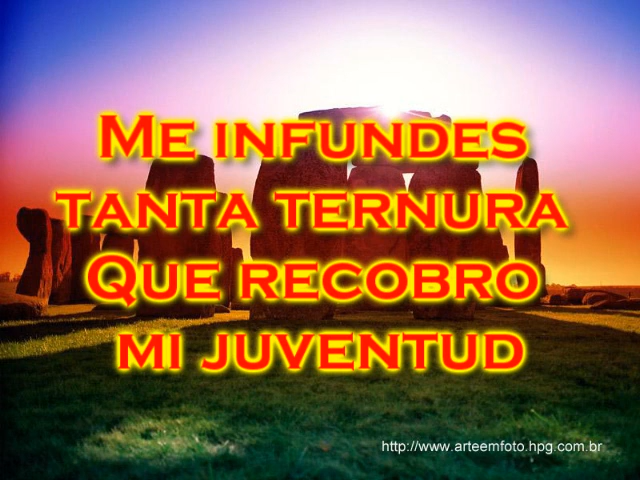 Me infundes
tanta ternura
Que recobro
mi juventud
http://www.arteemfoto.hpg.com.br